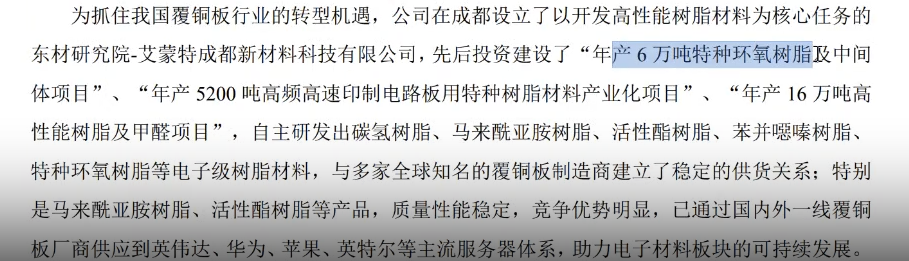 为抓住我国覆铜板行业的转型机遇，公司在成都设立了以开发高性能树脂材料为核心任务的
东材研究院-艾蒙特成都新材料科技有限公司，先后投资建设了“年产 6 万吨特种环氧树脂及中间
体项目”、“年产 5200 吨高频高速印制电路板用特种树脂材料产业化项目”、“年产 16 万吨高
性能树脂及甲醛项目”，自主研发出碳氢树脂、马来酰亚胺树脂、活性酯树脂、苯并噁嗪树脂、
特种环氧树脂等电子级树脂材料，与多家全球知名的覆铜板制造商建立了稳定的供货关系；特别
是马来酰亚胺树脂、活性酯树脂等产品，质量性能稳定，竞争优势明显，已通过国内外一线覆铜
板厂商供应到英伟达、华为、苹果、英特尔等主流服务器体系，助力电子材料板块的可持续发展。